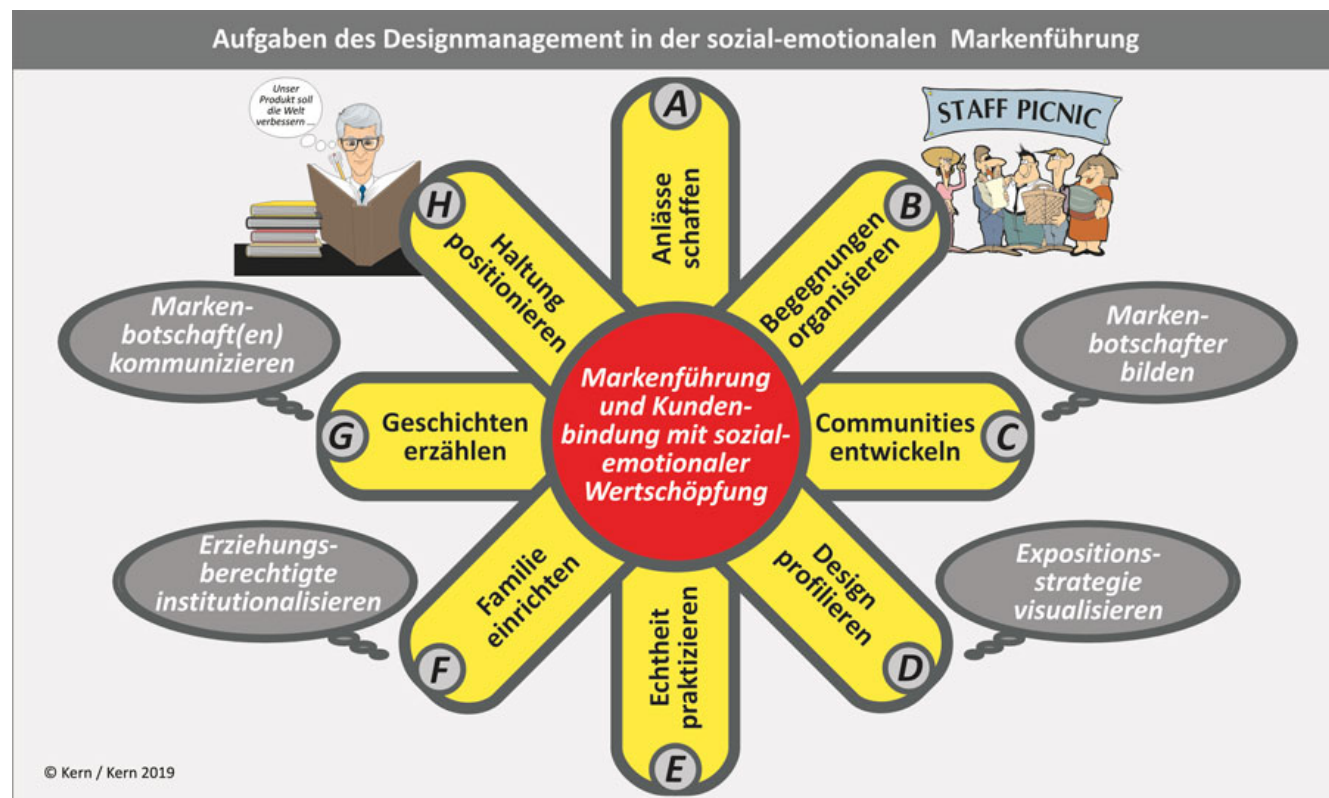 Aufgaben des Designmanagement in der sozial-emotionalen Markenführung
Unser
Produkt soll
die Welt
verbessern ...
STAFF PICNIC
A
Anlässe
schaffen
B
Begegnungen
organisieren
Marken-
botschafter
bilden
C
Communities
entwickeln
Expositions-
strategie
visualisieren
D
Design
profilieren
E
Echtheit
praktizieren
Erziehungs-
berechtigte
institutionalisieren
F
Familie
einrichten
Marken-
botschaft(en)
kommunizieren
G
Geschichten
erzählen
H
Haltung
positionieren
Markenführung
und Kunden-
bindung mit sozial-
emotionaler
Wertschöpfung
© Kern / Kern 2019